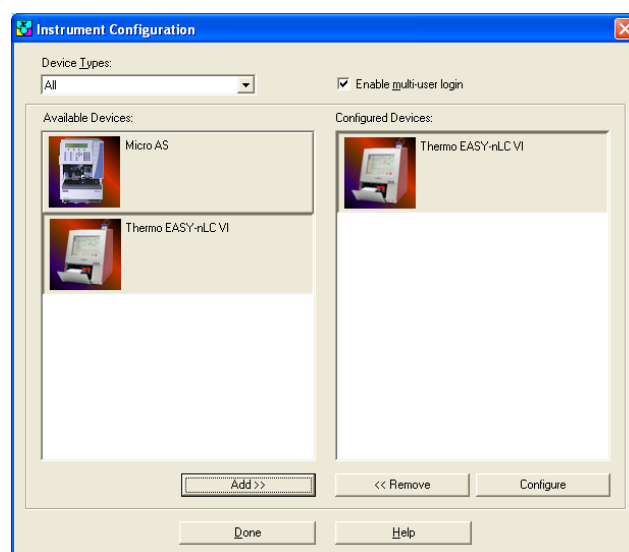 Instrument Configuration
Device Types:
All
Enable multi-user login
Available Devices:
Configured Devices:
Micro AS
Thermo EASY-nLC VI
Thermo EASY-nLC VI
Add >>
<< Remove
Configure
Done
Help